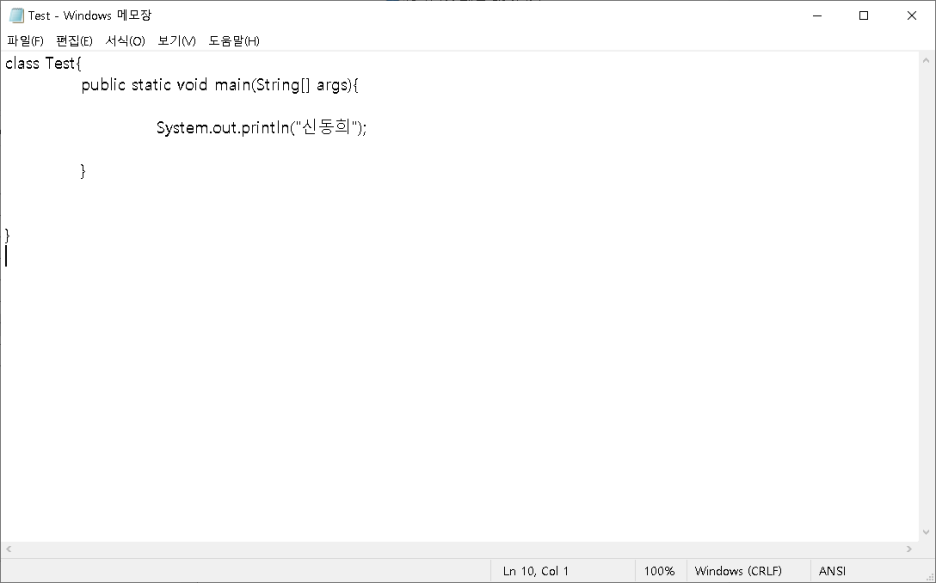 Test - Windows 메모장
파일(F) 편집(E) 서식(O) 보기(V) 도움말(H)
class Test{
public static void main(String[] args){
System.out.println("신동희");
}
}
Ln 10, Col 1 100% Windows (CRLF) ANSI